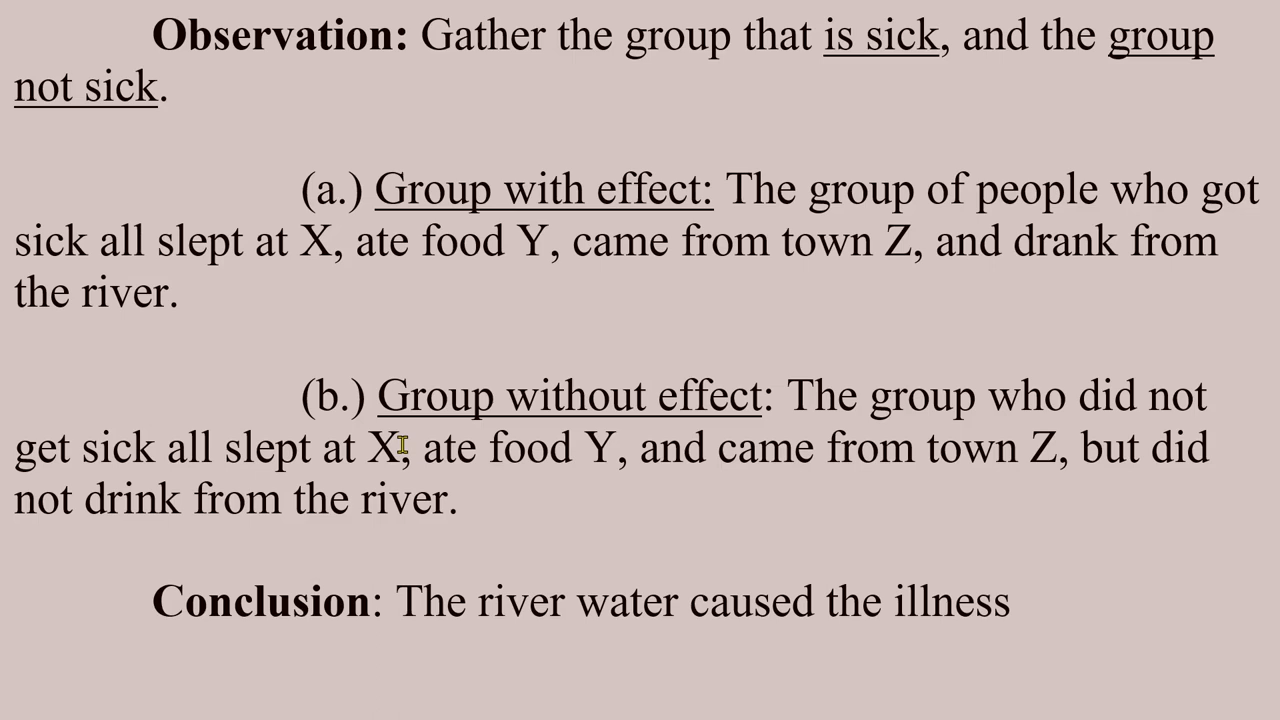 Observation: Gather the group that is sick, and the group
not sick.
(a.) Group with effect: The group of people who got
sick all slept at X, ate food Y, came from town Z, and drank from
the river.
(b.) Group without effect: The group who did not
get sick all slept at X, ate food Y, and came from town Z, but did
not drink from the river.
Conclusion: The river water caused the illness